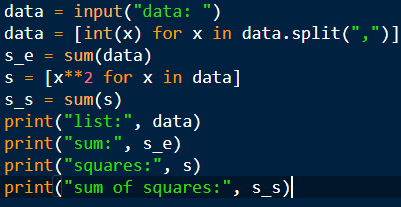 data = input("data: ")
data = [int(x) for x in data.split(",")]
s_e = sum(data)
s = [x**2 for x in data]
s_s = sum(s)
print("list:", data)
print("sum:", s_e)
print("squares:", s)
print("sum of squares:", s_s)